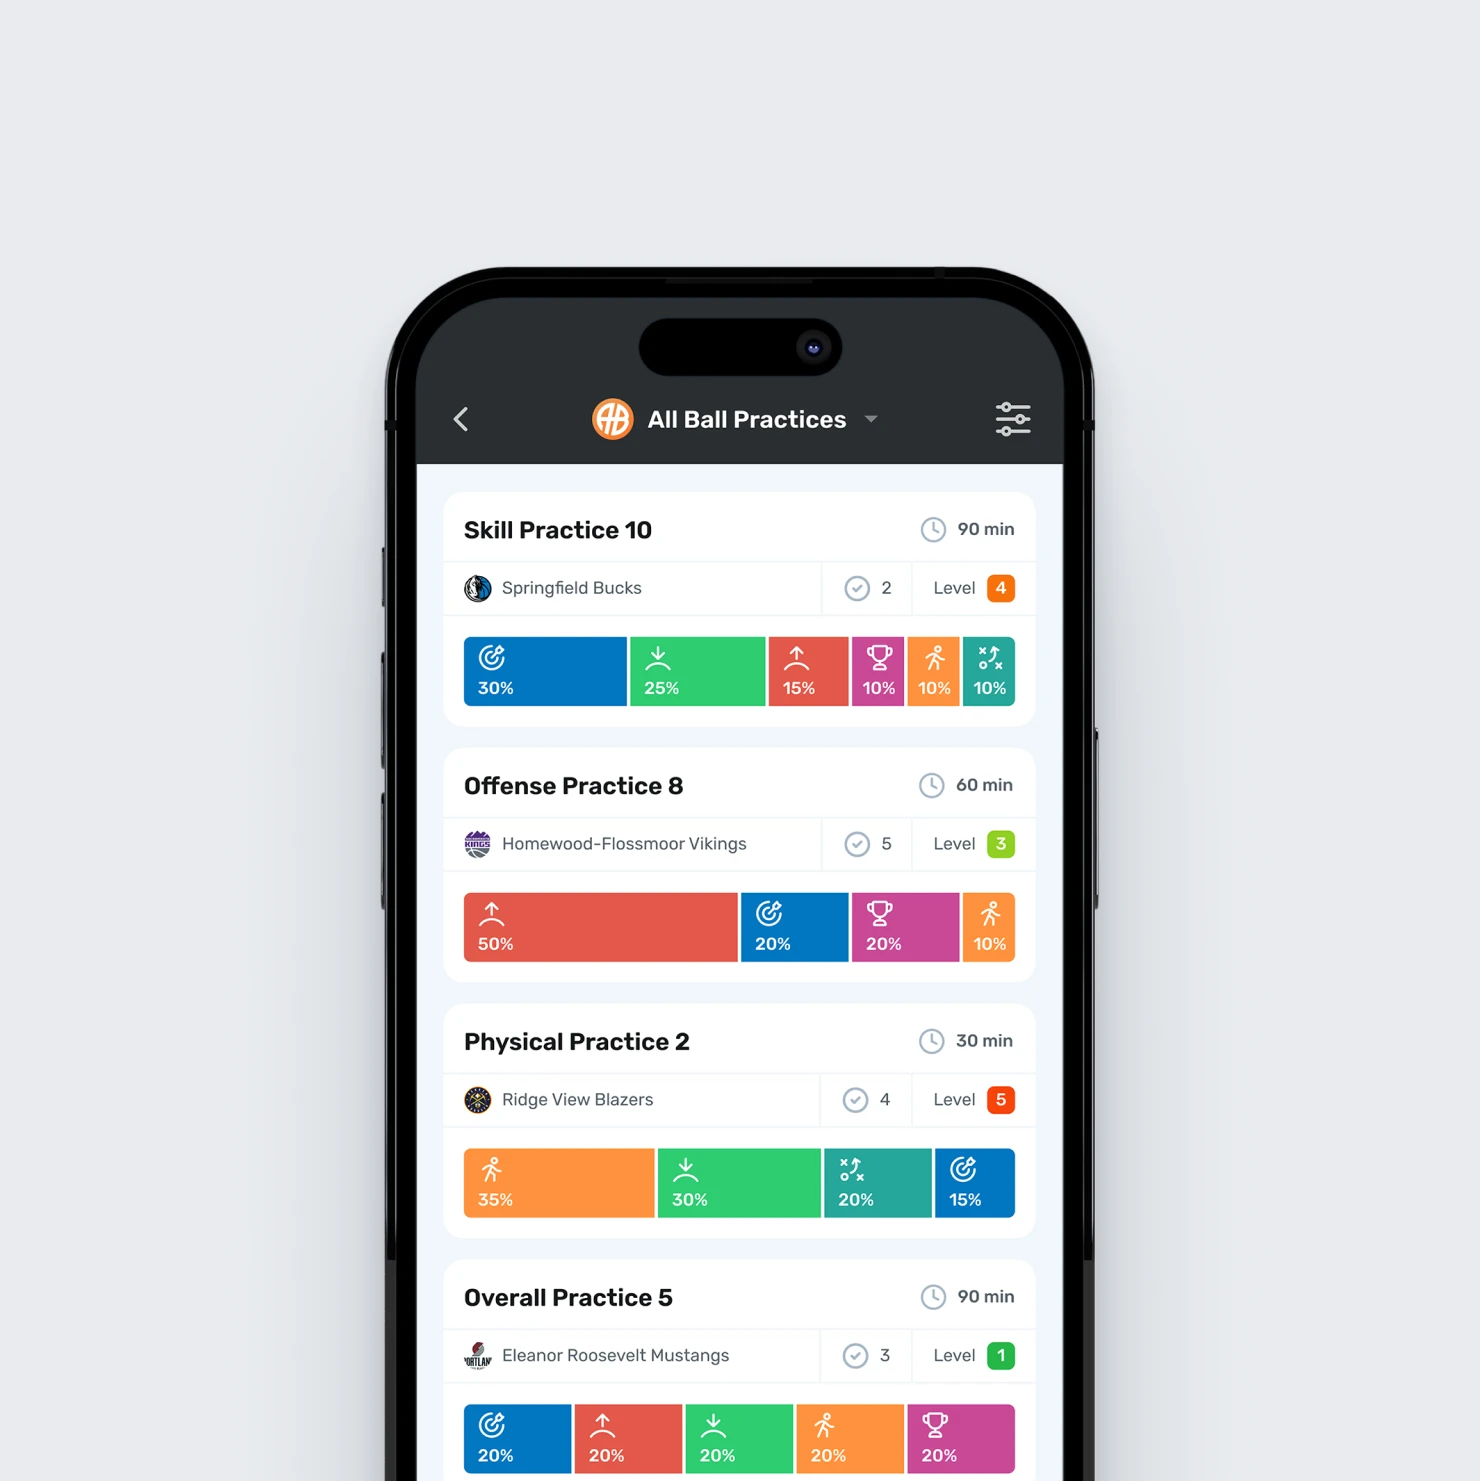 AB All Ball Practices
Skill Practice 10 90 min
Springfield Bucks 2 Level 4
30% 25% 15% 10% 10% 10%
Offense Practice 8 60 min
KINGS Homewood-Flossmoor Vikings 5 Level 3
50% 20% 20% 10%
Physical Practice 2 30 min
Ridge View Blazers 4 Level 5
35% 30% 20% 15%
Overall Practice 5 90 min
Eleanor Roosevelt Mustangs 3 Level 1
20% 20% 20% 20% 20%